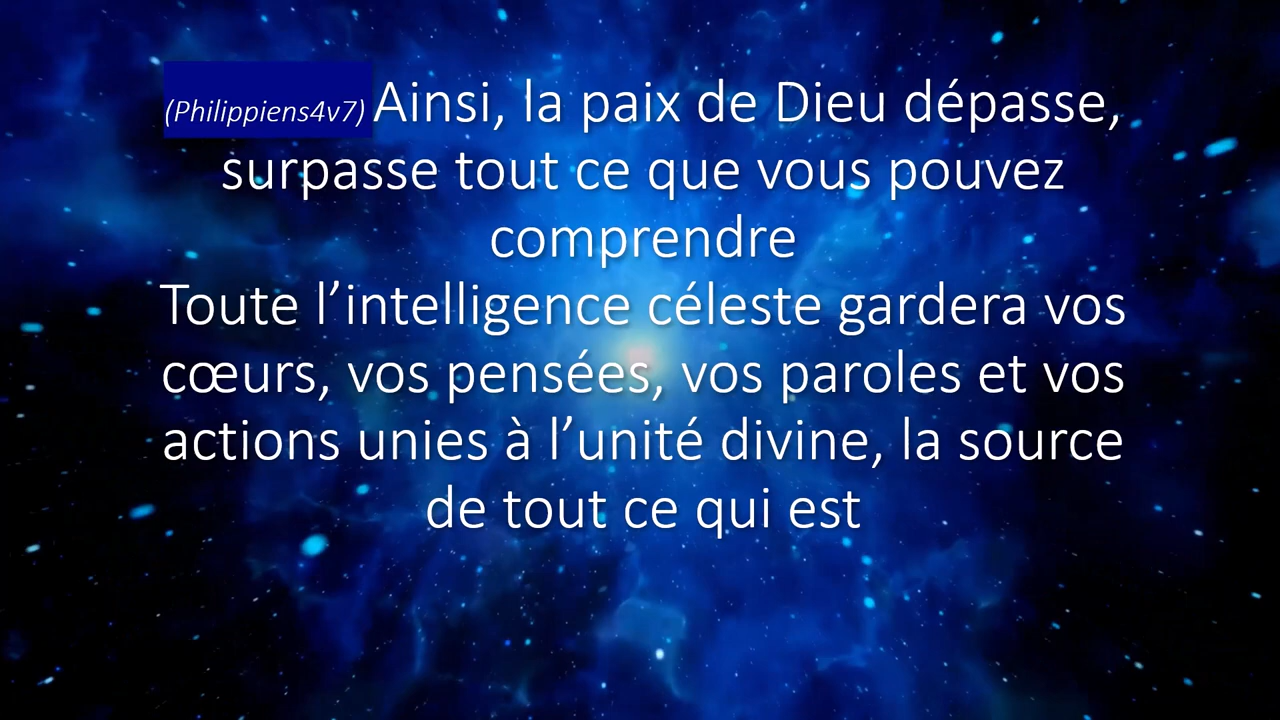 (Philippiens4v7) Ainsi, la paix de Dieu dépasse,
surpasse tout ce que vous pouvez
comprendre
Toute l’intelligence céleste gardera vos
cœurs, vos pensées, vos paroles et vos
actions unies à l’unité divine, la source
de tout ce qui est